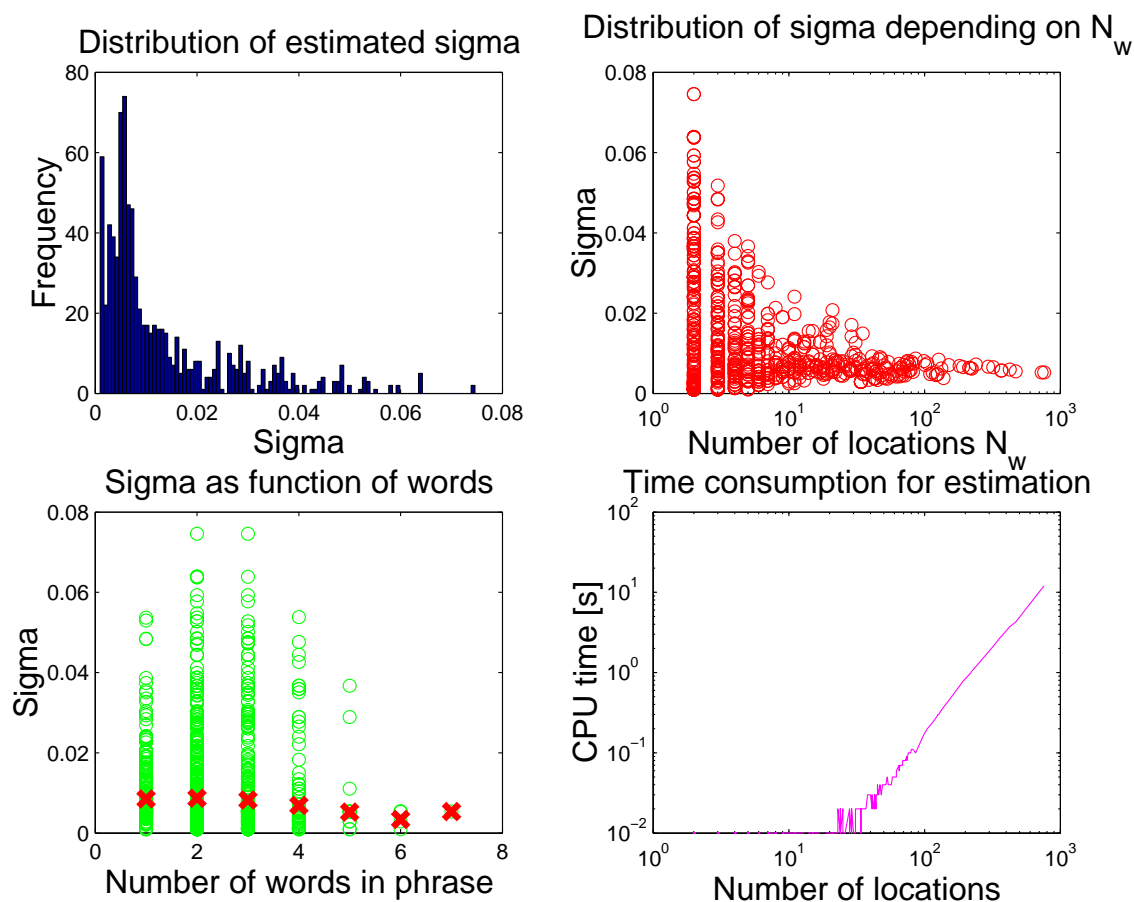 Distribution of estimated sigma
80
60
40
20
0
0 0.02 0.04 0.06 0.08
Frequency
Sigma
Distribution of sigma depending on N_w
0.08
0.06
0.04
0.02
0
10^0 10^1 10^2 10^3
Sigma
Number of locations N_w
Sigma as function of words
0.08
0.06
0.04
0.02
0
0 2 4 6 8
Sigma
Number of words in phrase
Time consumption for estimation
10^2
10^1
10^0
10^-1
10^-2
10^0 10^1 10^2 10^3
CPU time [s]
Number of locations